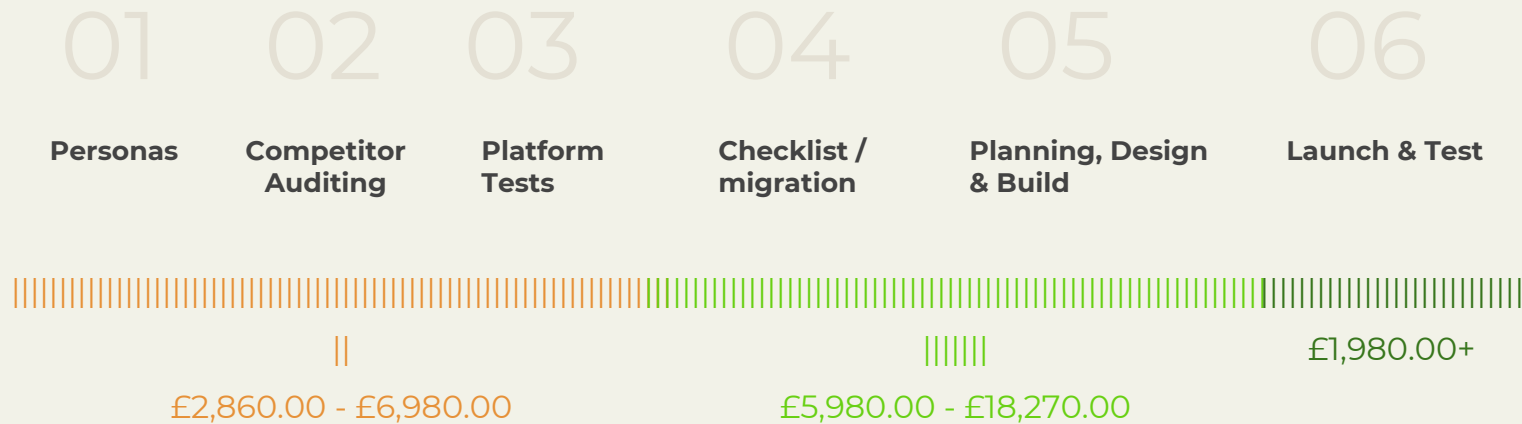 01 02 03 04 05 06
Personas
Competitor
Auditing
Platform
Tests
Checklist /
migration
Planning, Design
& Build
Launch & Test
£1,980.00+
£2,860.00 - £6,980.00
£5,980.00 - £18,270.00